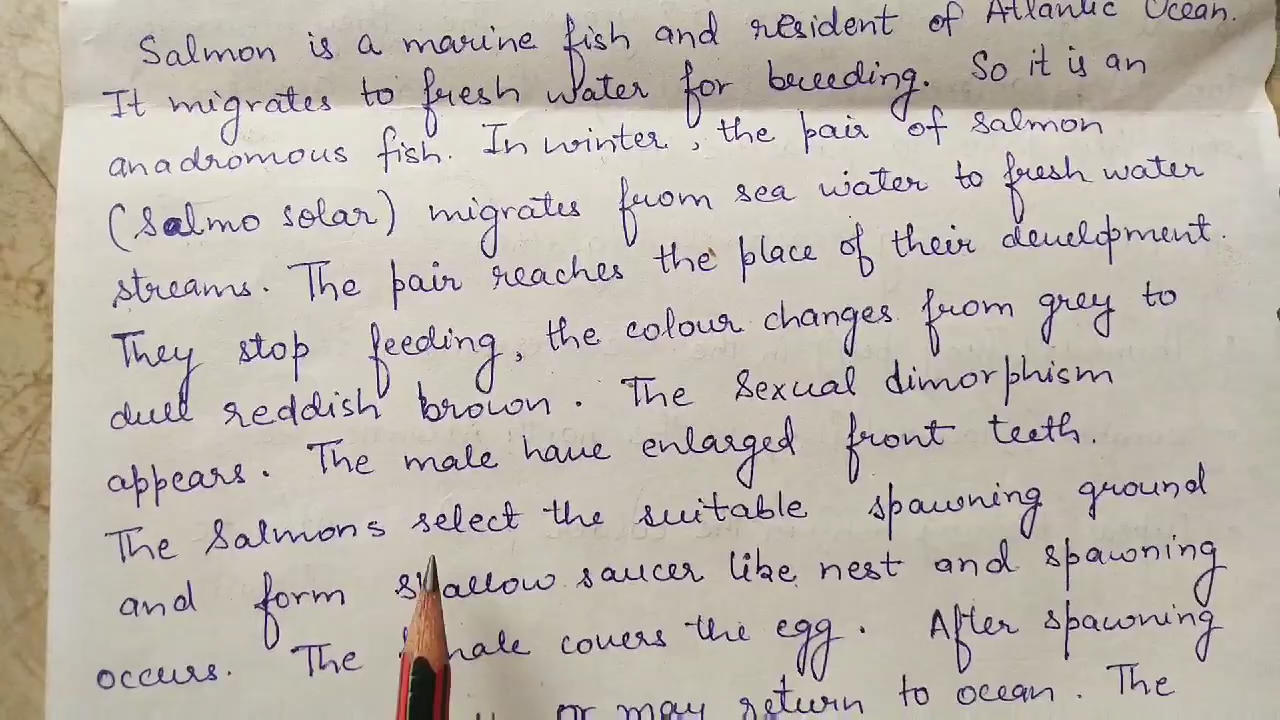 Salmon is a marine fish and resident of Atlantic Ocean.
It migrates to fresh water for breeding. So it is an
anadromous fish. In winter, the pair of salmon
(Salmo solar) migrates from sea water to fresh water
streams. The pair reaches the place of their development.
They stop feeding, the colour changes from grey to
dull reddish brown. The Sexual dimorphism
appears. The male have enlarged front teeth.
The Salmons select the suitable spawning ground
and form shallow saucer like nest and spawning
occurs. The covers the egg. After spawning
or may return to ocean. The